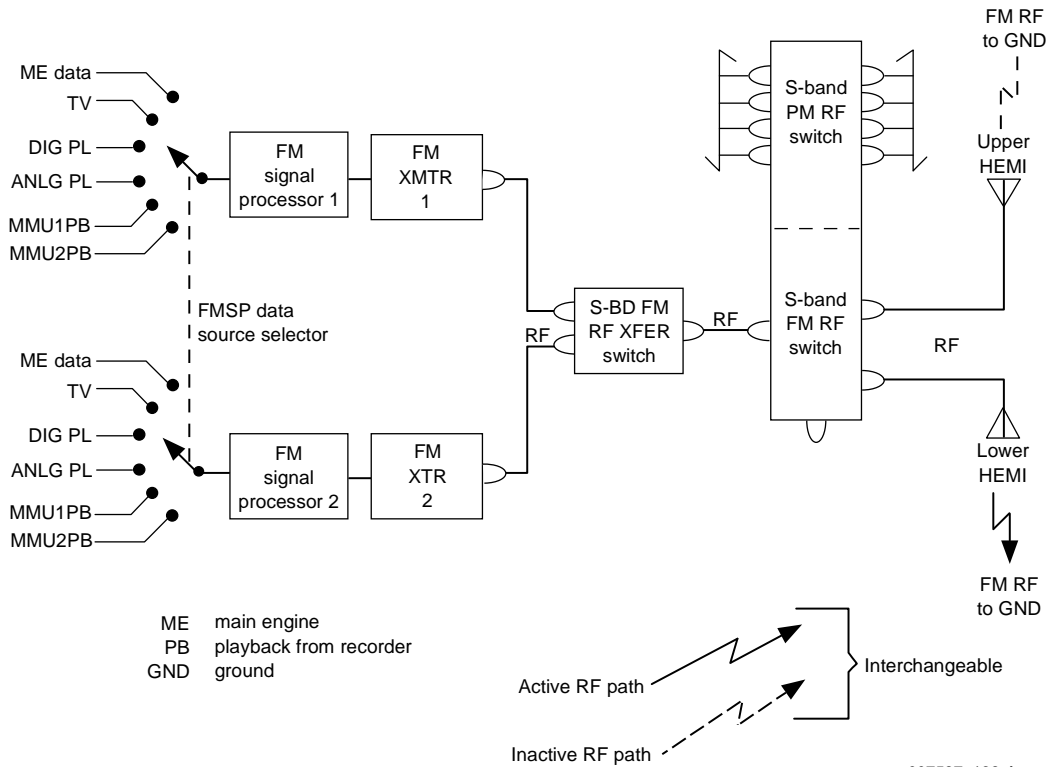 FM RF
to GND
ME data
TV
DIG PL
ANLG PL
MMU1PB
MMU2PB
FM
signal
processor 1
FM
XMTR
1
S-band
PM RF
switch
Upper
HEMI
FMSP data
source selector
S-BD FM
RF XFER
switch
RF
RF
S-band
FM RF
switch
RF
ME data
TV
DIG PL
ANLG PL
MMU1PB
MMU2PB
FM
signal
processor 2
FM
XTR
2
Lower
HEMI
FM RF
to GND
ME main engine
PB playback from recorder
GND ground
Active RF path
Inactive RF path
Interchangeable